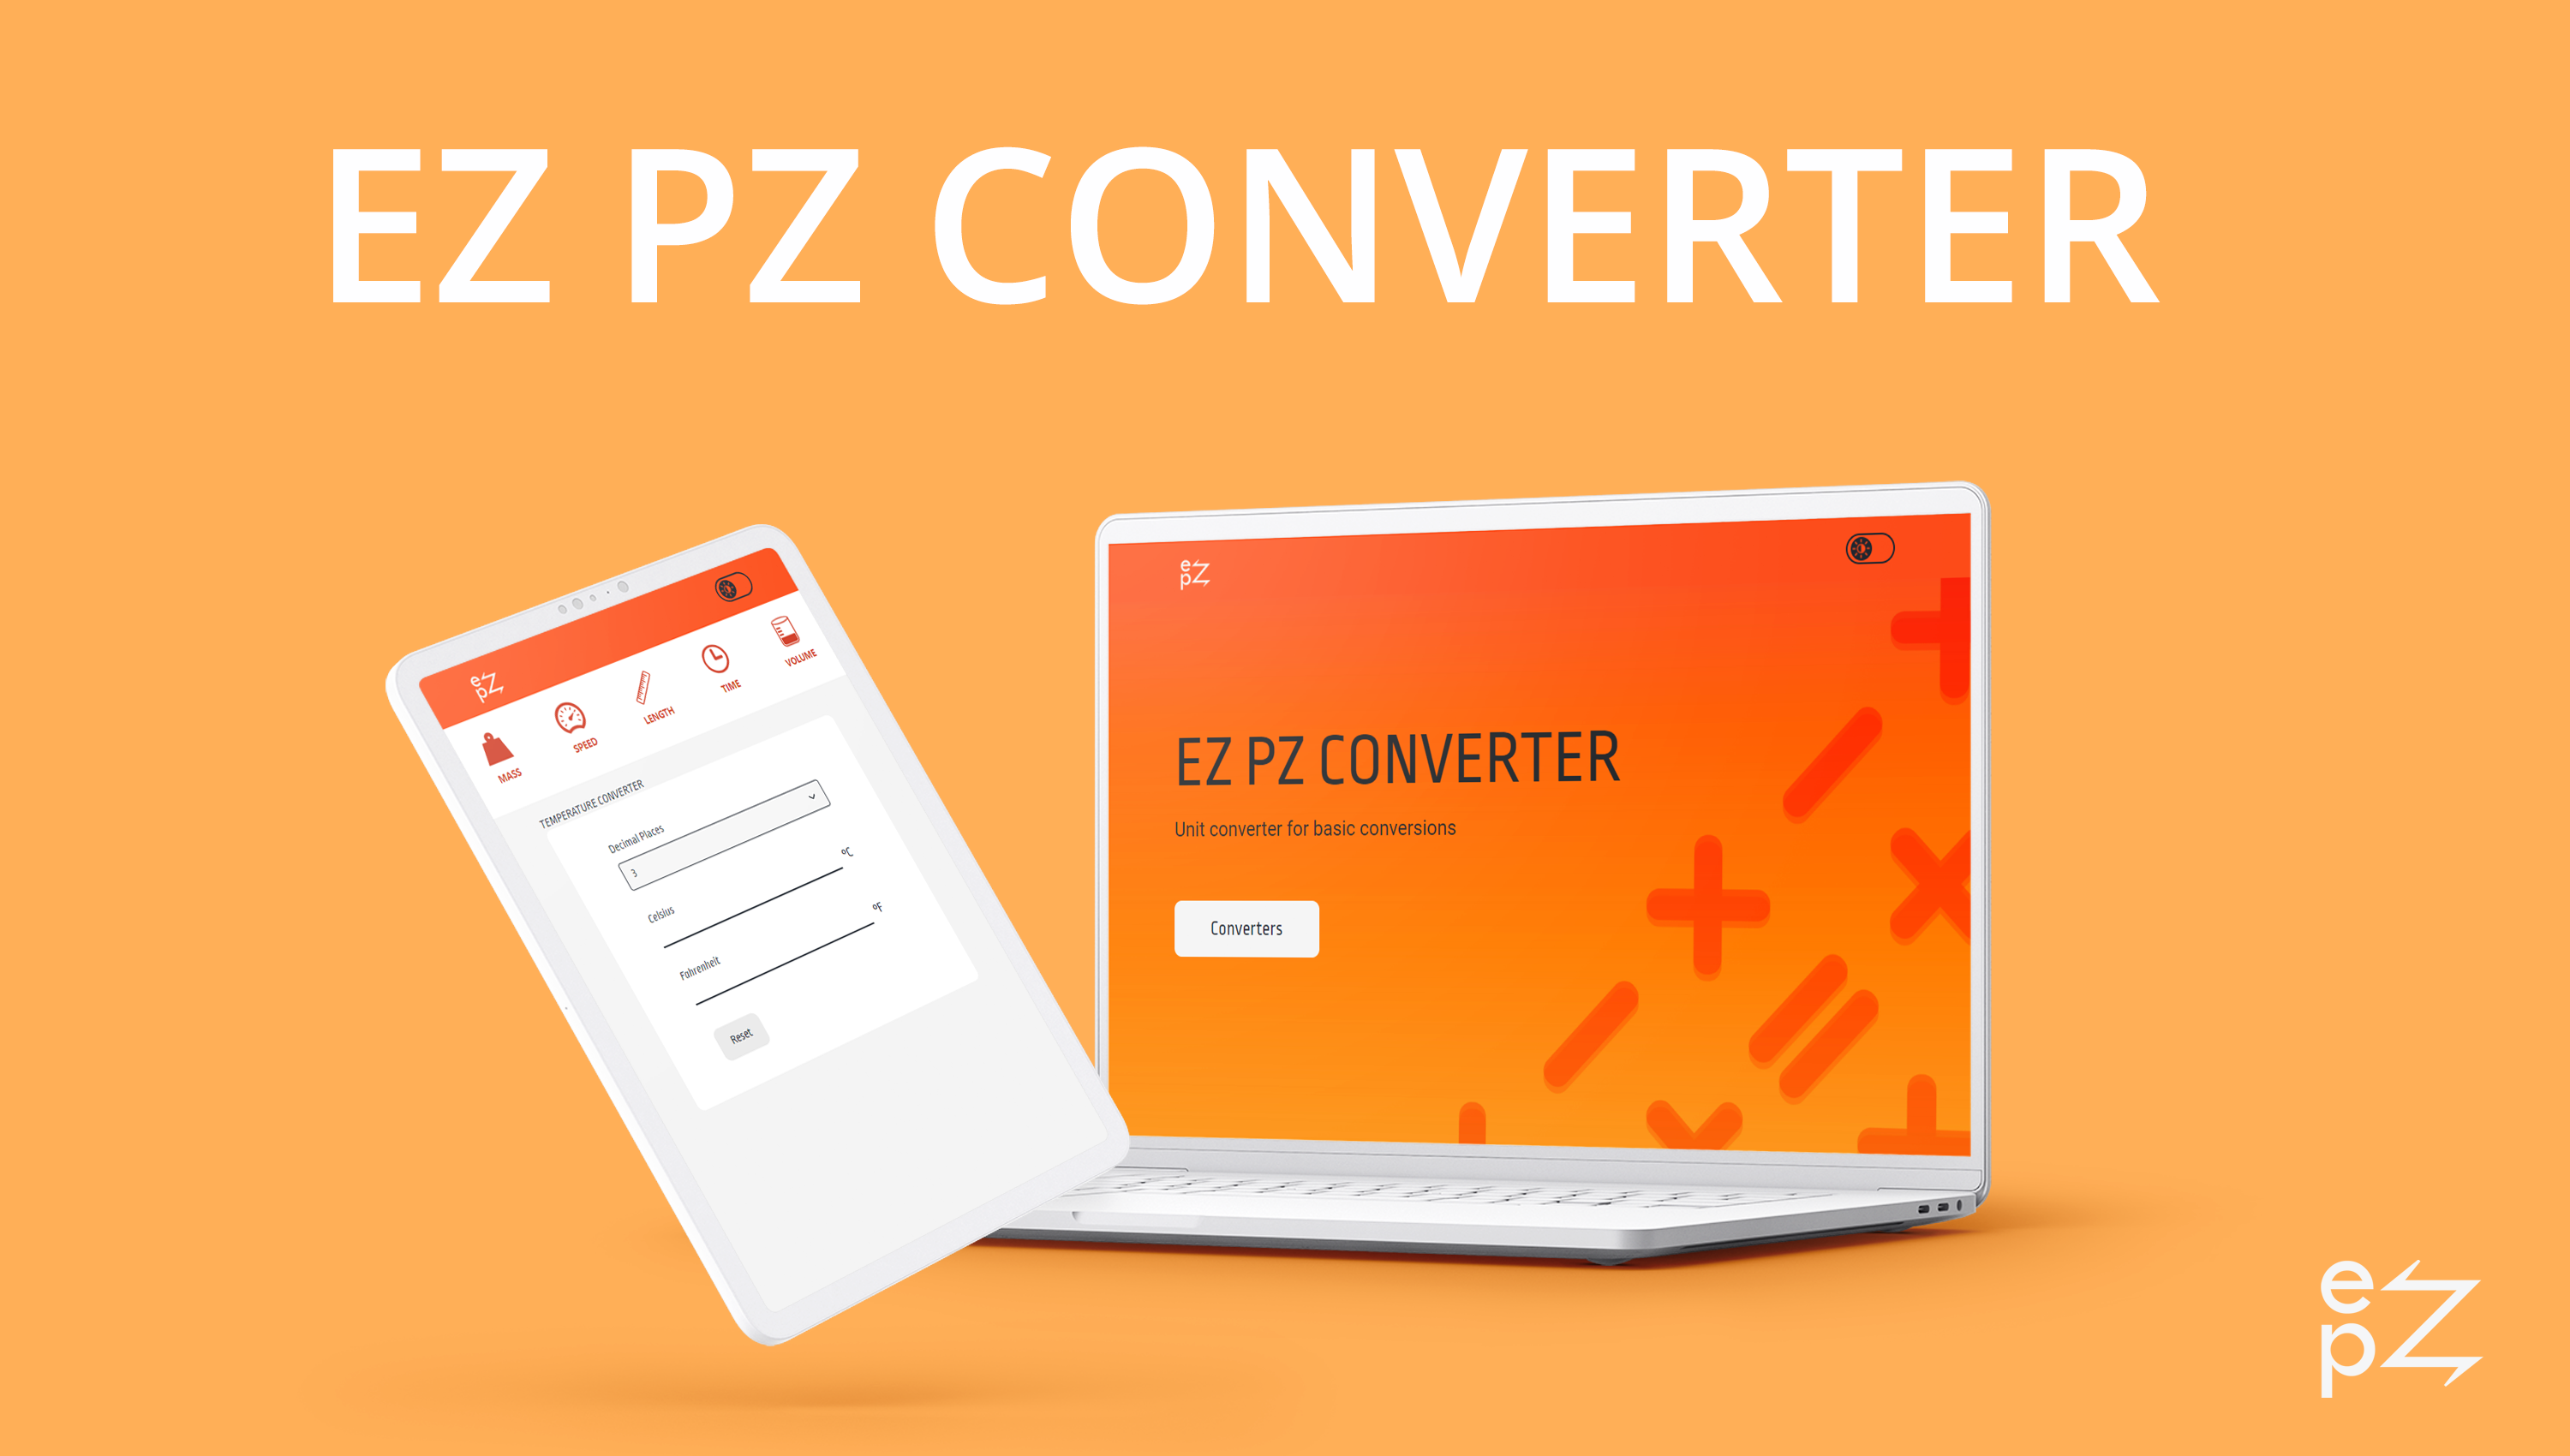 EZ PZ CONVERTER
e z
p
MASS
SPEED
LENGTH
TIME
VOLUME
TEMPERATURE CONVERTER
Decimal Places
3
Celsius
°C
Fahrenheit
°F
Reset
e z
p
EZ PZ CONVERTER
Unit converter for basic conversions
Converters
e z
p